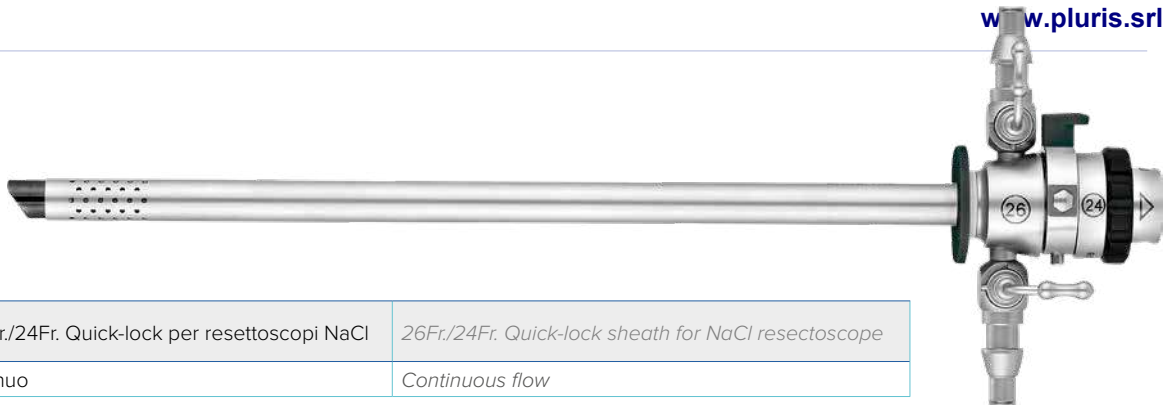 www.pluris.srl
26
24
r./24Fr. Quick-lock per resettoscopi NaCl
26Fr./24Fr. Quick-lock sheath for NaCl resectoscope
nuo
Continuous flow